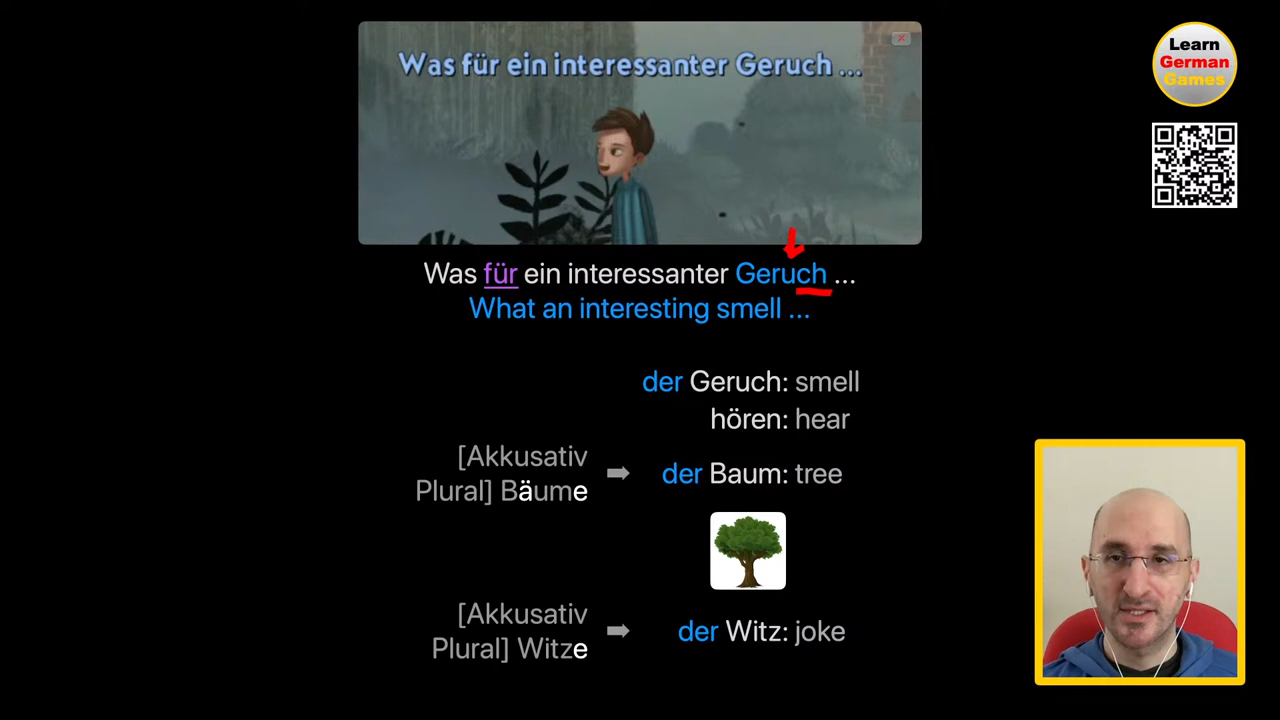 Was für ein interessanter Geruch ...
Learn
German
Games
Was für ein interessanter Geruch ...
What an interesting smell ...
der Geruch: smell
hören: hear
[Akkusativ
Plural] Bäume
➡ der Baum: tree
[Akkusativ
Plural] Witze
➡ der Witz: joke